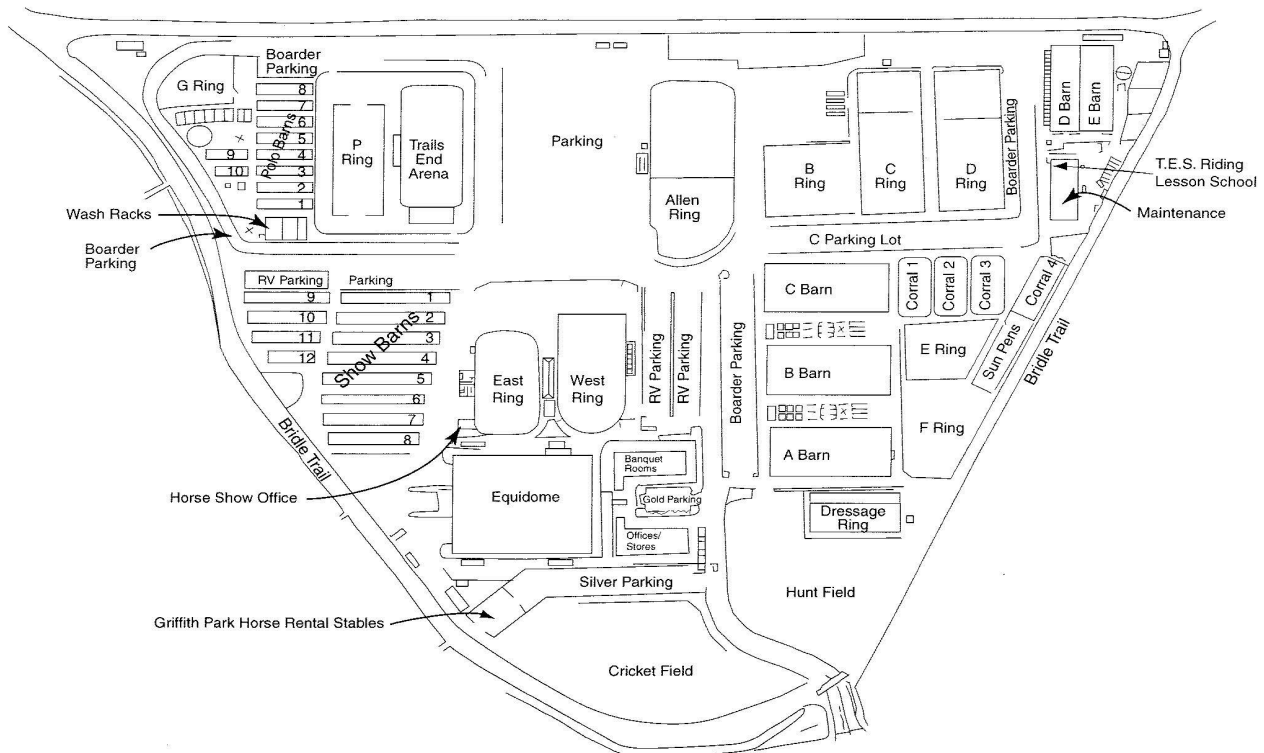 Boarder
Parking
G Ring
8
7
6
5
4
3
2
1
9
10
Polo Barns
P
Ring
Trails
End
Arena
Parking
Allen
Ring
B
Ring
C
Ring
D
Ring
Boarder Parking
D Barn
E Barn
T.E.S. Riding
Lesson School
Maintenance
Wash Racks
Boarder
Parking
C Parking Lot
RV Parking
Parking
9
10
11
12
1
2
3
4
5
6
7
8
Show Barns
East
Ring
West
Ring
RV Parking
RV Parking
Boarder Parking
C Barn
B Barn
A Barn
Corral 1
Corral 2
Corral 3
Corral 4
Sun Pens
Bridle Trail
E Ring
F Ring
Bridle Trail
Horse Show Office
Equidome
Banquet
Rooms
Gold Parking
Offices/
Stores
Dressage
Ring
Silver Parking
Hunt Field
Griffith Park Horse Rental Stables
Cricket Field